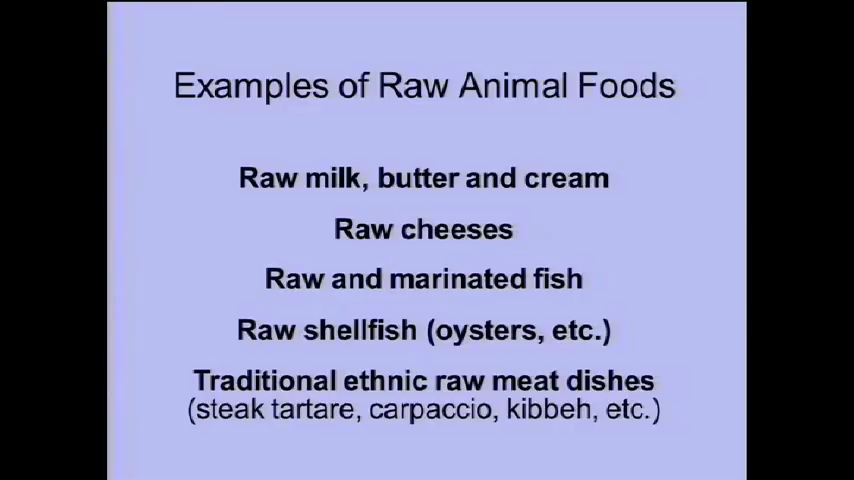 Examples of Raw Animal Foods
Raw milk, butter and cream
Raw cheeses
Raw and marinated fish
Raw shellfish (oysters, etc.)
Traditional ethnic raw meat dishes
(steak tartare, carpaccio, kibbeh, etc.)